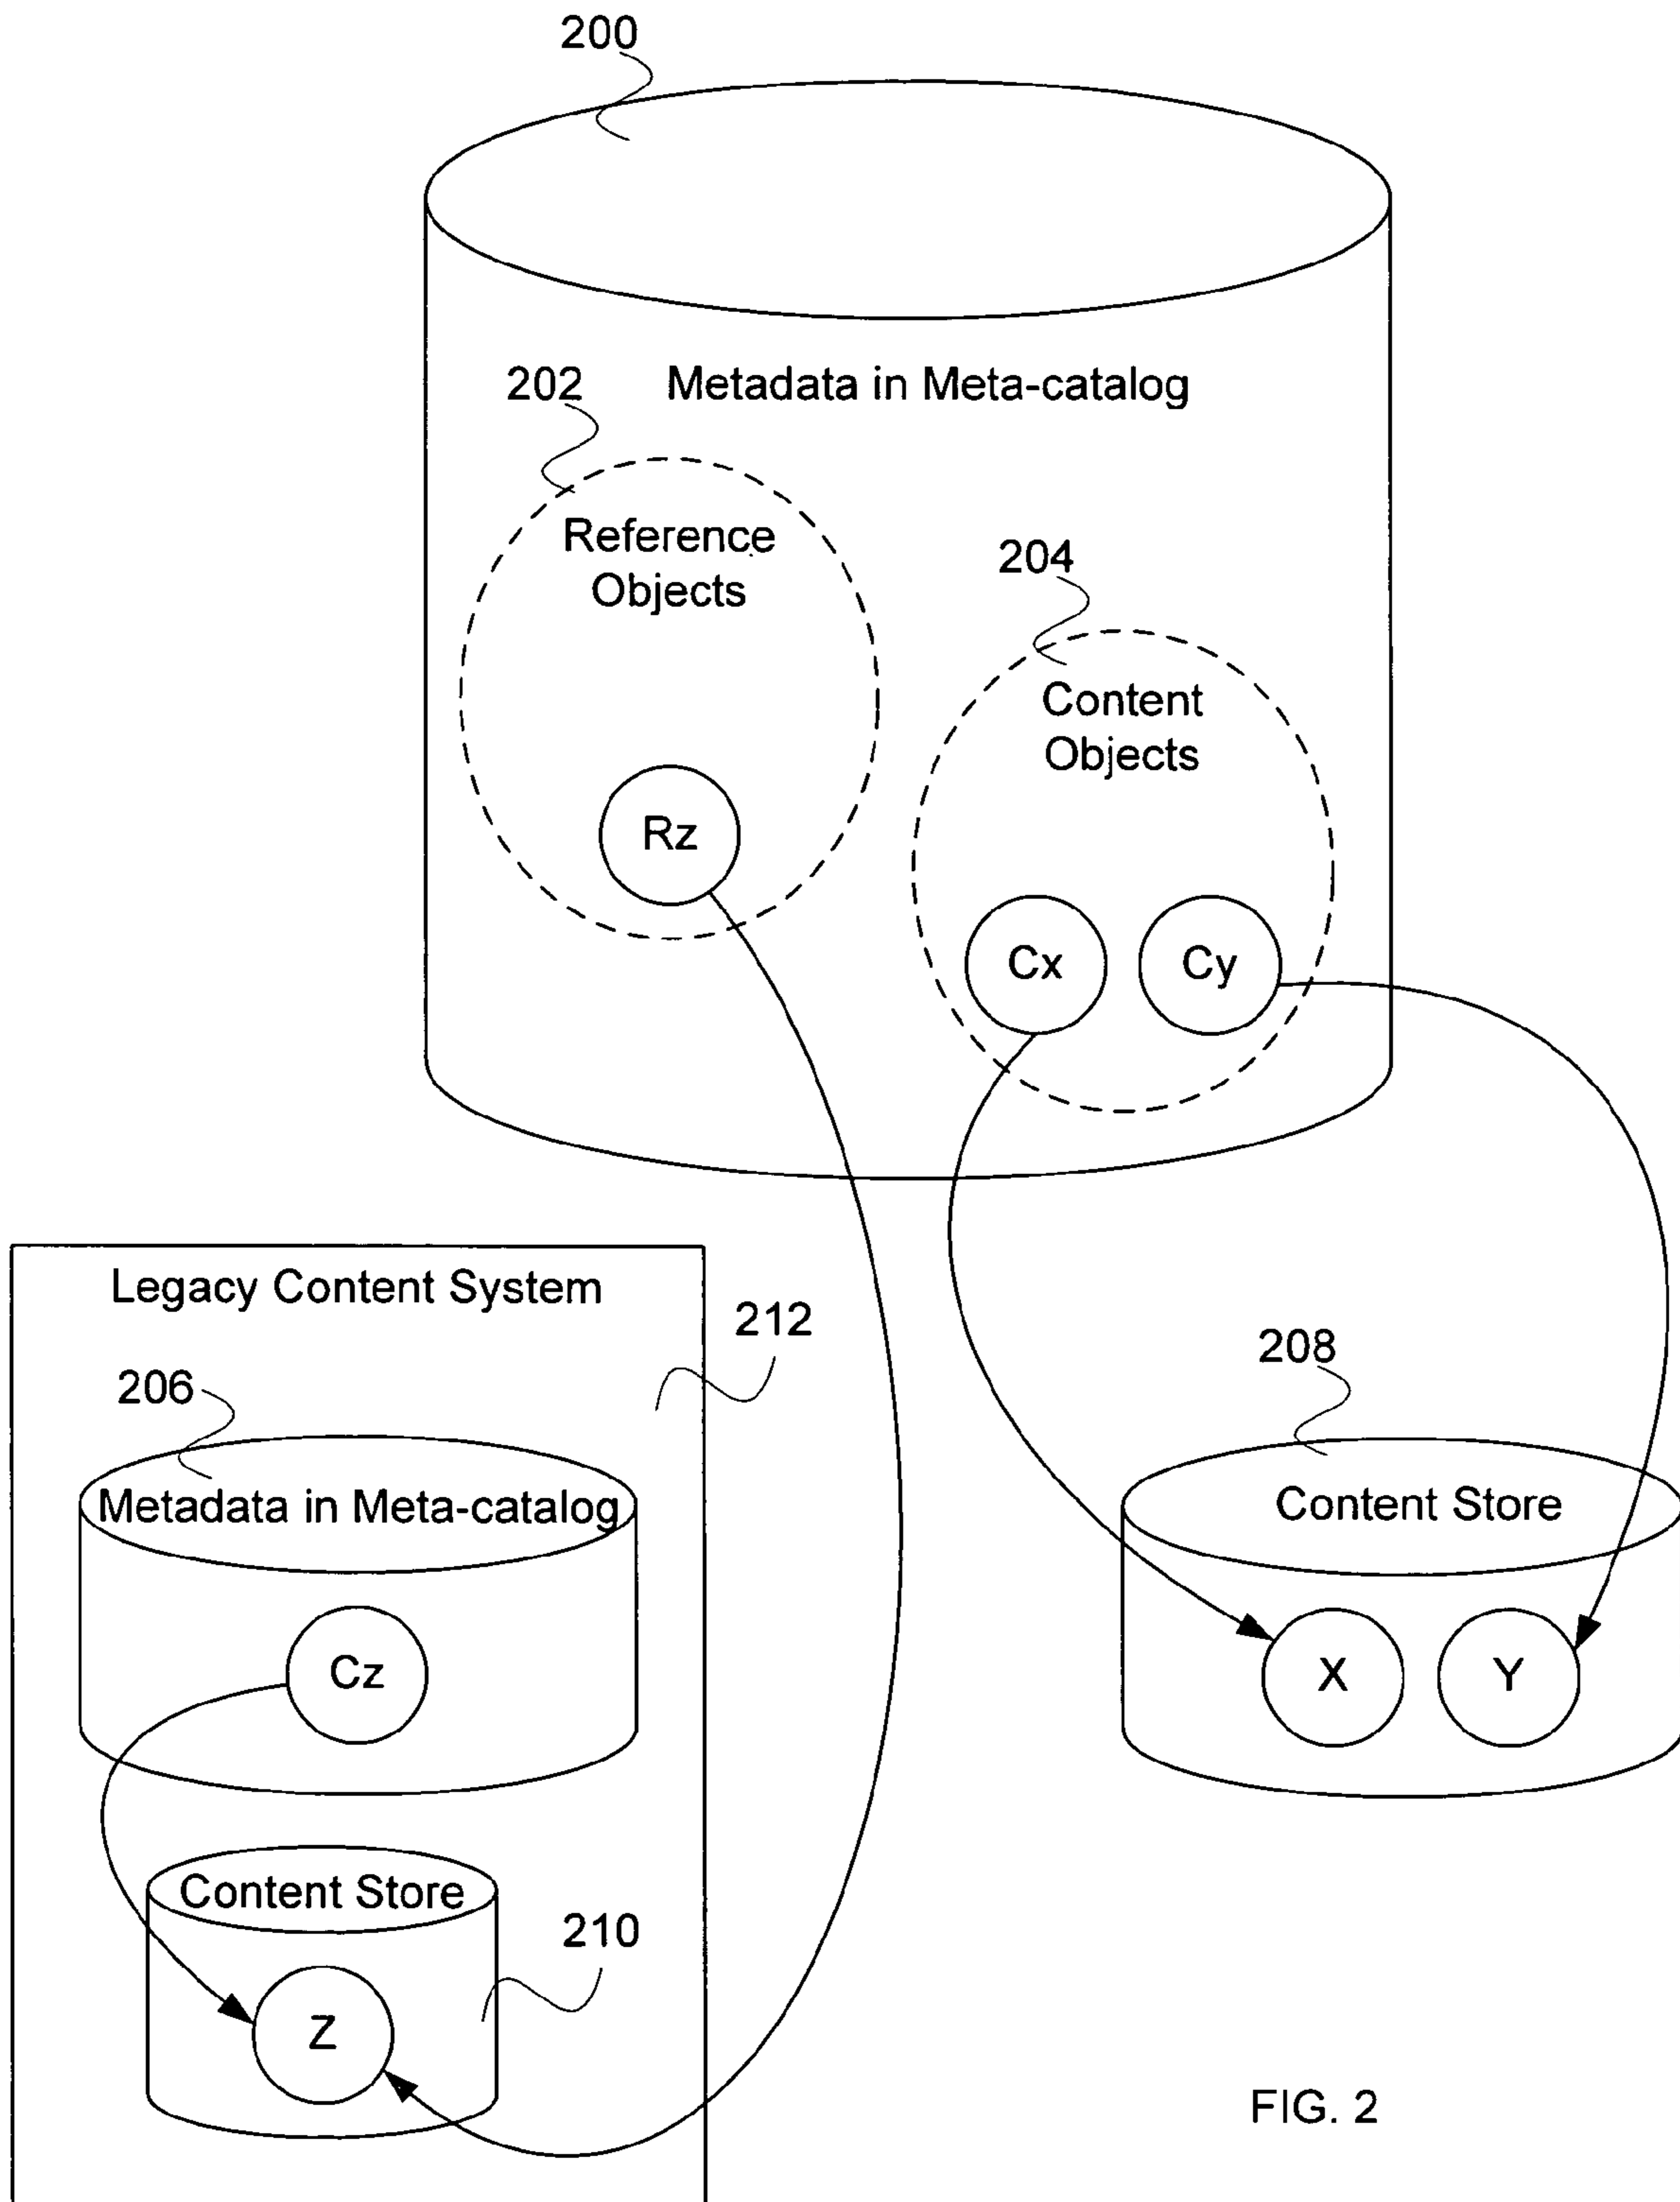 200
202
Metadata in Meta-catalog
Reference
Objects
204
Content
Objects
Rz
Cx
Cy
Legacy Content System
212
208
206
Metadata in Meta-catalog
Content Store
Cz
X
Y
Content Store
210
Z
FIG. 2